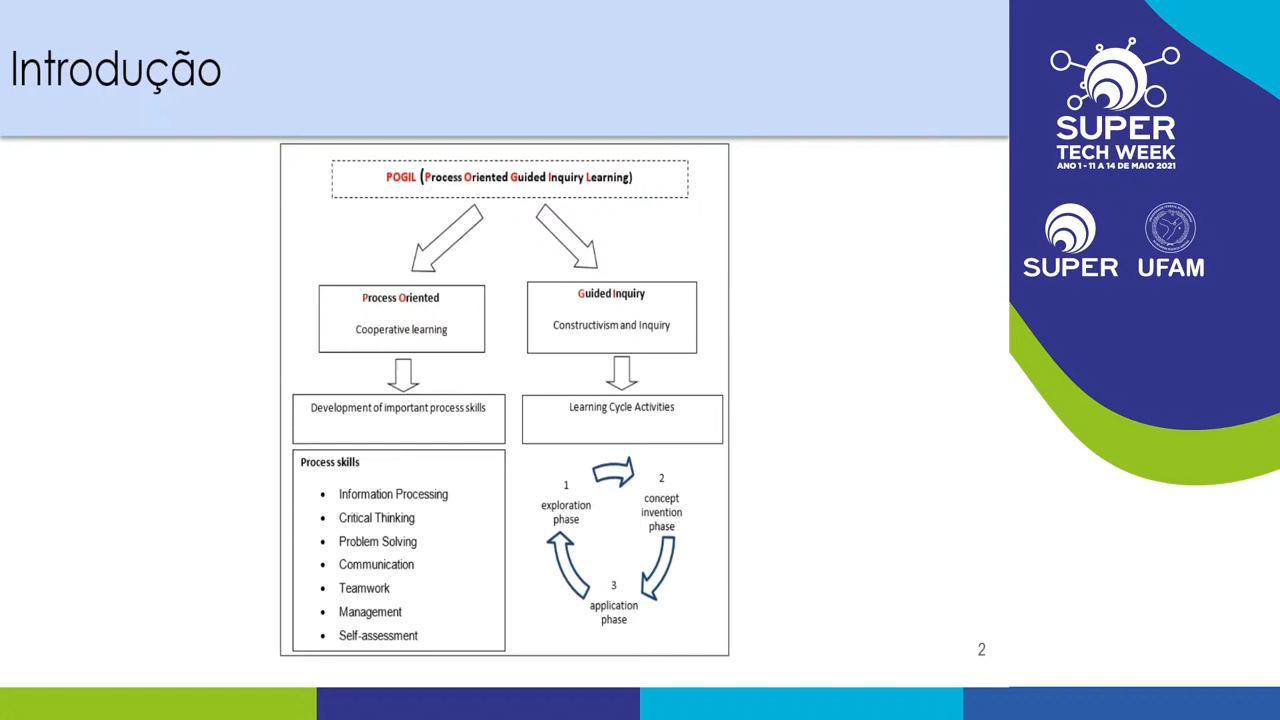 Introdução
POGIL (Process Oriented Guided Inquiry Learning)
Process Oriented
Cooperative learning
Guided Inquiry
Constructivism and Inquiry
Development of important process skills
Learning Cycle Activities
Process skills
• Information Processing
• Critical Thinking
• Problem Solving
• Communication
• Teamwork
• Management
• Self-assessment
1
exploration
phase
2
concept
invention
phase
3
application
phase
2
SUPER
TECH WEEK
ANO 1 - 11 A 14 DE MAIO 2021
SUPER
UFAM